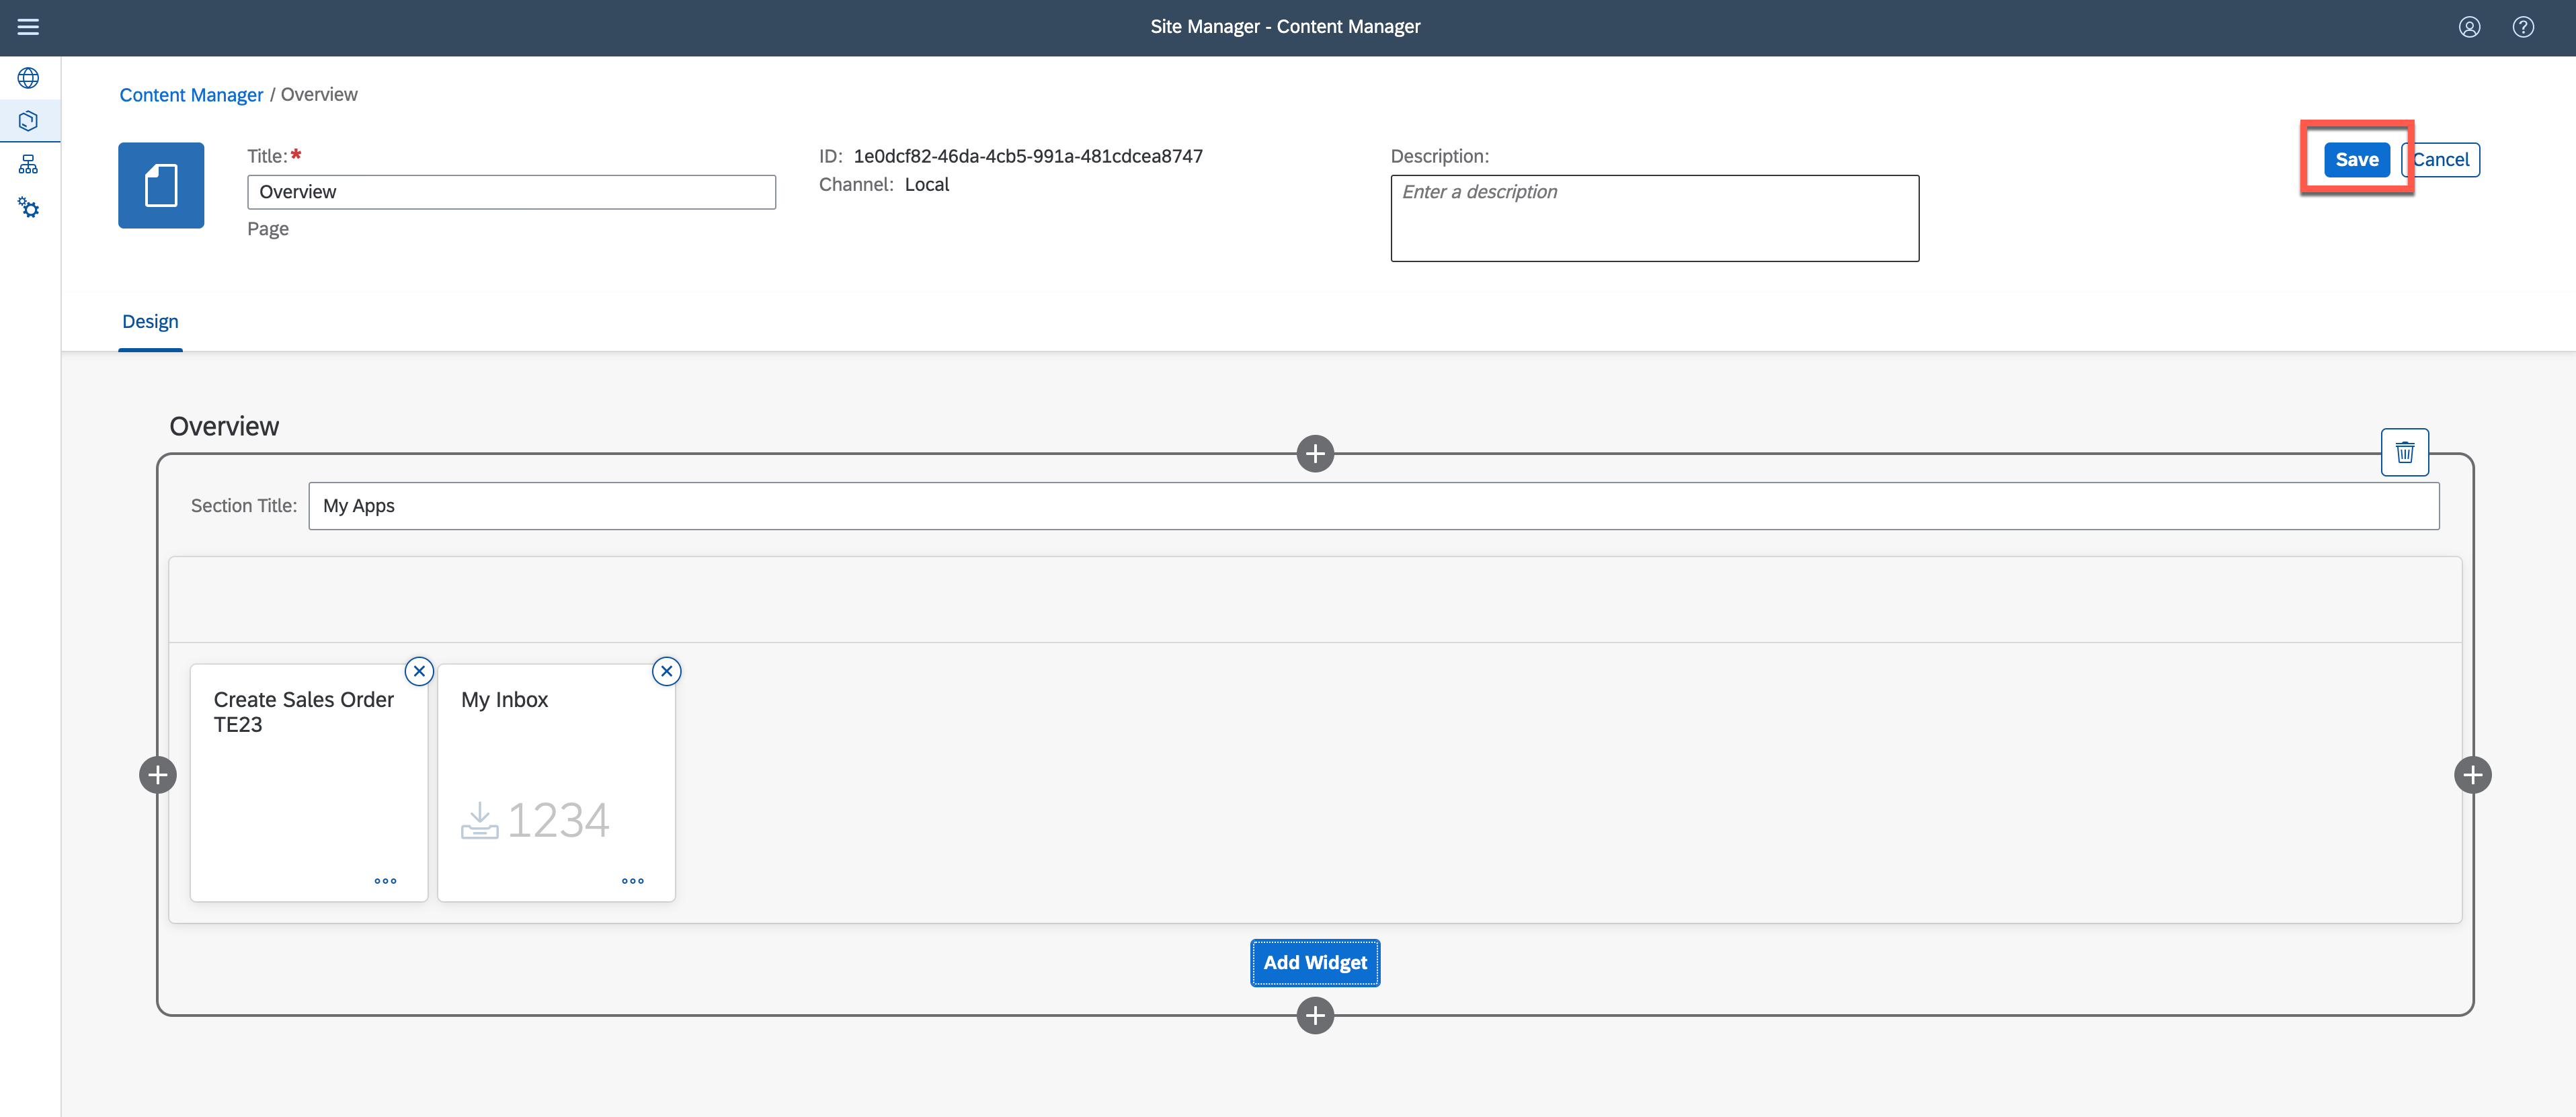 Site Manager - Content Manager
Content Manager / Overview
Title:*
Overview
Page
ID: 1e0dcf82-46da-4cb5-991a-481cdcea8747
Channel: Local
Description:
Enter a description
Save
Cancel
Design
Overview
Section Title: My Apps
Create Sales Order
TE23
My Inbox
1234
Add Widget